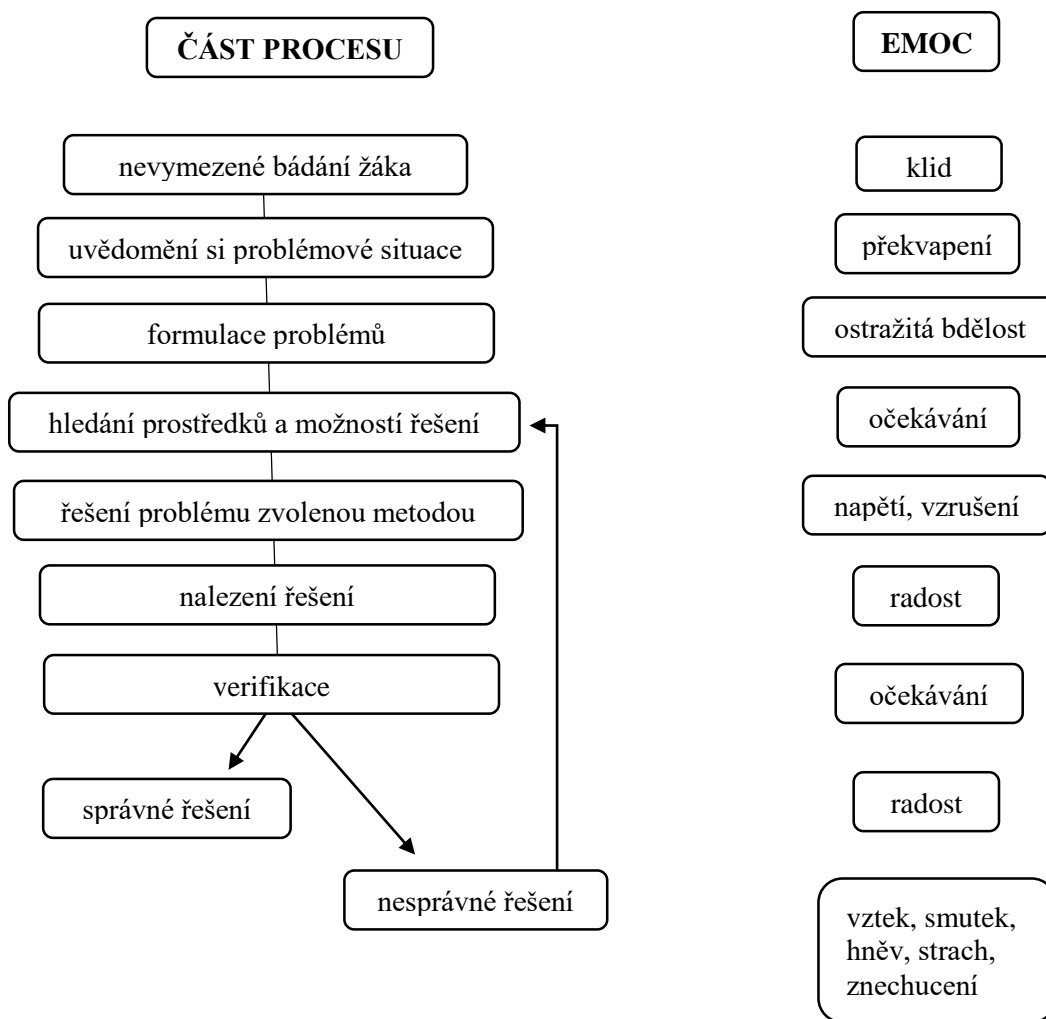 ČÁST PROCESU
EMOC
nevymezené bádání žáka
klid
uvědomění si problémové situace
překvapení
formulace problémů
ostražitá bdělost
hledání prostředků a možností řešení
očekávání
řešení problému zvolenou metodou
napětí, vzrušení
nalezení řešení
radost
verifikace
očekávání
správné řešení
radost
nesprávné řešení
vztek, smutek,
hněv, strach,
znechucení